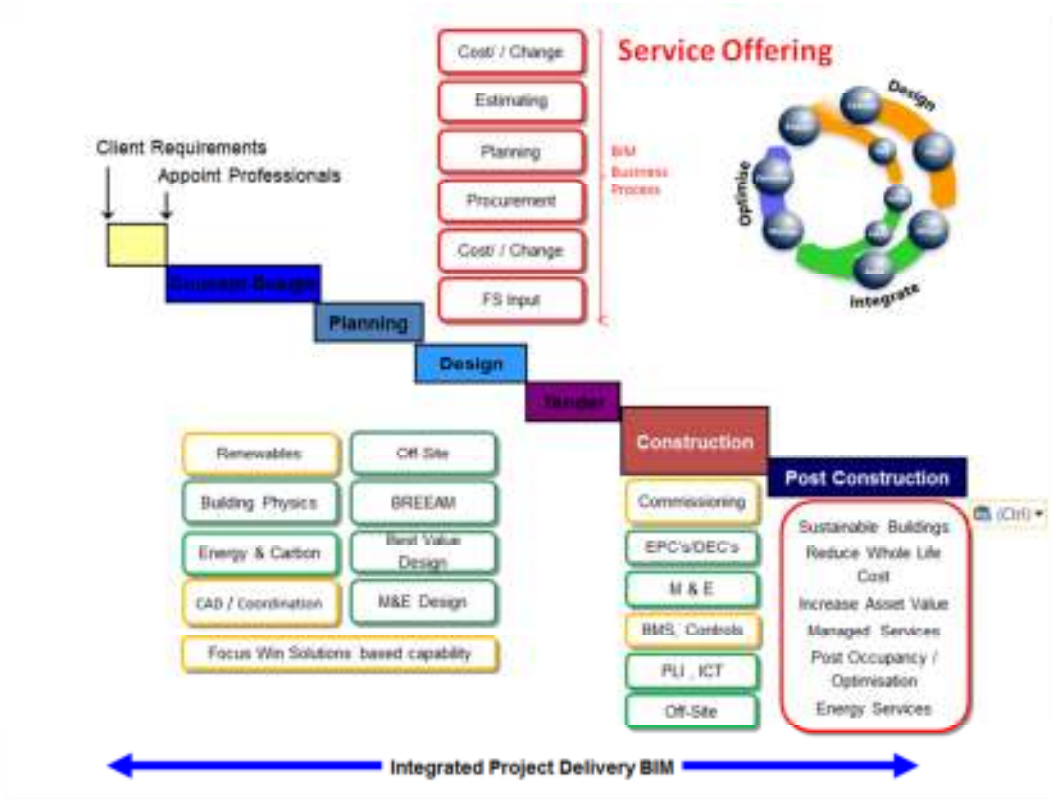 Service Offering
Cost/ / Change
Estimating
Planning
Procurement
Cost/ / Change
FS Input
BIM
Business
Process
Design
Optimise
Integrate
Client Requirements
Appoint Professionals
Concept Design
Planning
Design
Tender
Construction
Post Construction
Renewables
Off Site
Building Physics
BREEAM
Energy & Carbon
Best Value
Design
CAD / Coordination
M&E Design
Focus Win Solutions based capability
Commissioning
EPC's/DEC's
M & E
BMS, Controls
PLI , ICT
Off-Site
Sustainable Buildings
Reduce Whole Life
Cost
Increase Asset Value
Managed Services
Post Occupancy /
Optimisation
Energy Services
(Ctrl)
Integrated Project Delivery BIM